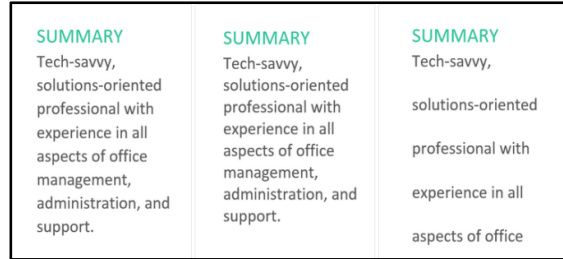 SUMMARY
Tech-savvy,
solutions-oriented
professional with
experience in all
aspects of office
management,
administration, and
support.
SUMMARY
Tech-savvy,
solutions-oriented
professional with
experience in all
aspects of office
management,
administration, and
support.
SUMMARY
Tech-savvy,
solutions-oriented
professional with
experience in all
aspects of office